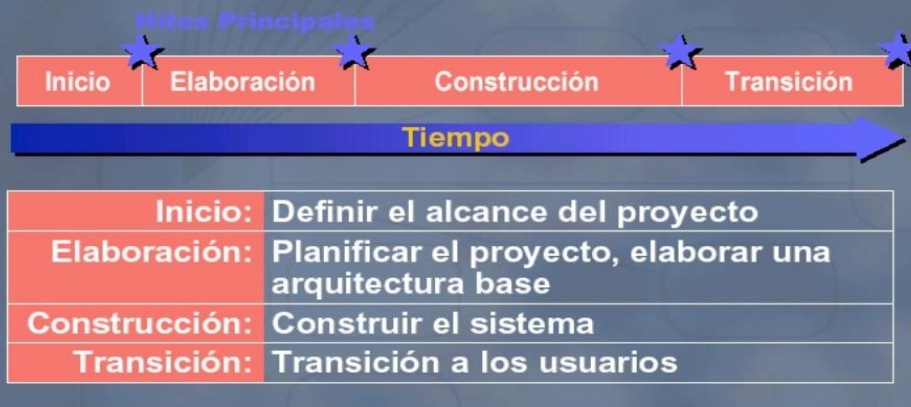 Hitos Principales
Inicio Elaboración Construcción Transición
Tiempo
Inicio: Definir el alcance del proyecto
Elaboración: Planificar el proyecto, elaborar una
arquitectura base
Construcción: Construir el sistema
Transición: Transición a los usuarios